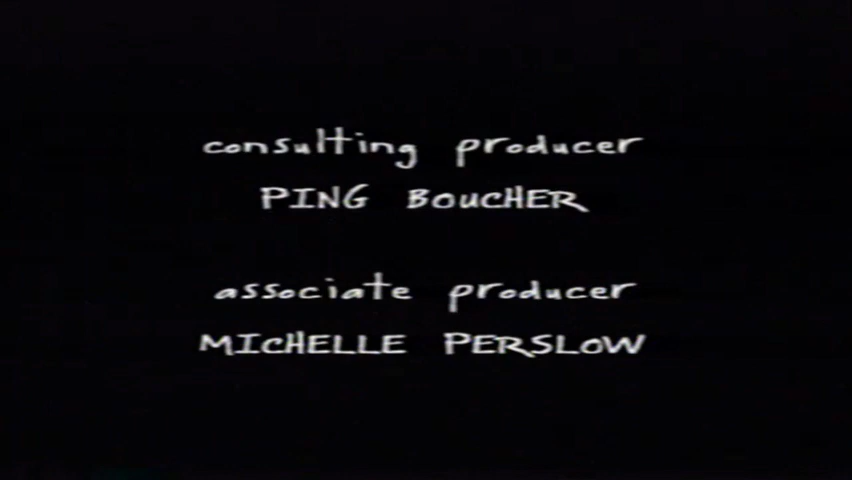 consulting producer
PING BOUCHER
associate producer
MICHELLE PERSLOW